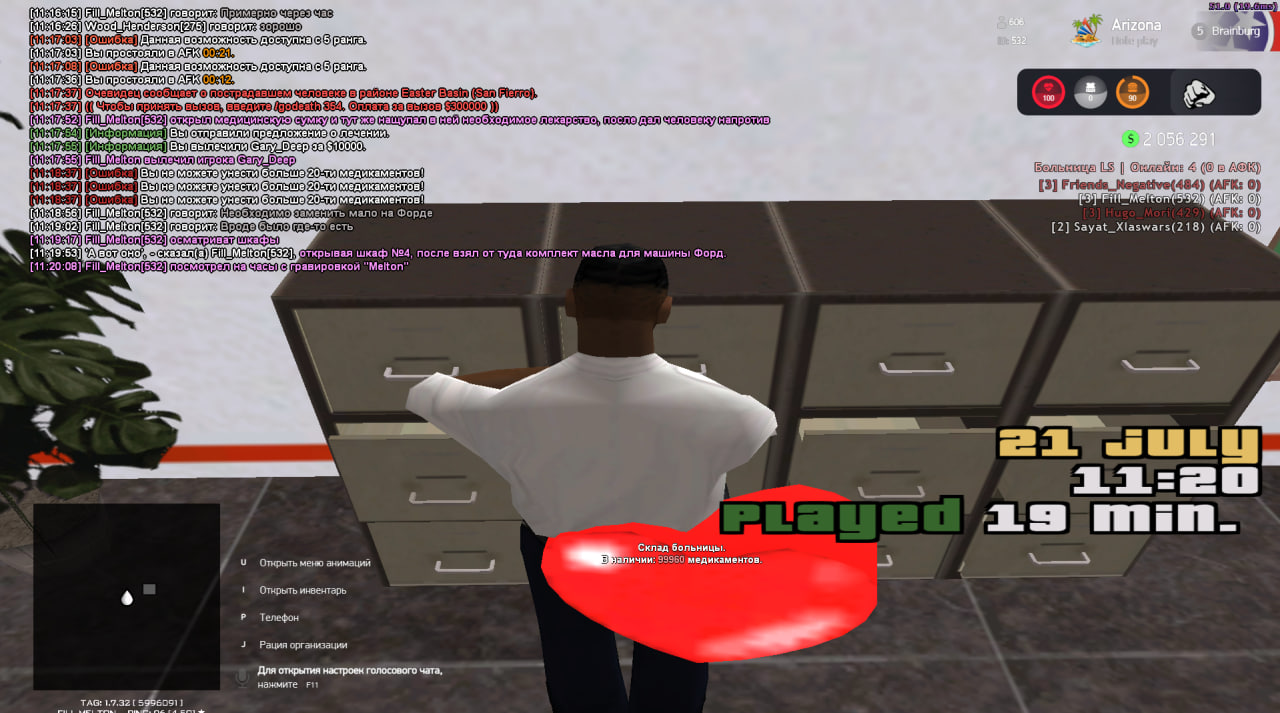 [11:16:15] Fill_Melton[532] говорит: Примерно через час
[11:16:26] Wood_Henderson[275] говорит: хорошо
[11:17:03] [Ошибка] Данная возможность доступна с 5 ранга.
[11:17:03] Вы простояли в AFK 00:21.
[11:17:08] [Ошибка] Данная возможность доступна с 5 ранга.
[11:17:36] Вы простояли в AFK 00:12.
[11:17:37] Очевидец сообщает о пострадавшем человеке в районе Easter Basin (San Fierro).
[11:17:37] (( Чтобы принять вызов, введите /godeath 364. Оплата за вызов $300000 ))
[11:17:52] Fill_Melton[532] открыл медицинскую сумку и тут же нащупал в ней необходимое лекарство, после дал человеку напротив
[11:17:54] [Информация] Вы отправили предложение о лечении.
[11:17:55] [Информация] Вы вылечили Gary_Deep за $10000.
[11:17:55] Fill_Melton вылечил игрока Gary_Deep
[11:18:37] [Ошибка] Вы не можете унести больше 20-ти медикаментов!
[11:18:37] [Ошибка] Вы не можете унести больше 20-ти медикаментов!
[11:18:37] [Ошибка] Вы не можете унести больше 20-ти медикаментов!
[11:18:53] Fill_Melton[532] говорит: Необходимо заменить мало на Форде
[11:19:02] Fill_Melton[532] говорит: Вроде было где-то есть
[11:19:17] Fill_Melton[532] осматриват шкафы
[11:19:53] 'А вот оно', - сказал(а) Fill_Melton[532], открывая шкаф №4, после взял от туда комплект масла для машины Форд.
[11:20:08] Fill_Melton[532] посмотрел на часы с гравировкой "Melton"
51.0 (19.6ms)
606
ID: 532
Arizona
Role play
5 Brainburg
100
0
90
$ 2 056 291
Больница LS | Онлайн: 4 (0 в АФК)
[3] Friends_Negative(484) (AFK: 0)
[3] Fill_Melton(532) (AFK: 0)
[3] Hugo_Mori(429) (AFK: 0)
[2] Sayat_Xlaswars(218) (AFK: 0)
21 JULY
11:20
PLayed 19 min.
Склад больницы.
В наличии: 99960 медикаментов.
U Открыть меню анимаций
I Открыть инвентарь
P Телефон
J Рация организации
Для открытия настроек голосового чата,
нажмите F11
TAG: 1.7.32 [ 5996091 ]